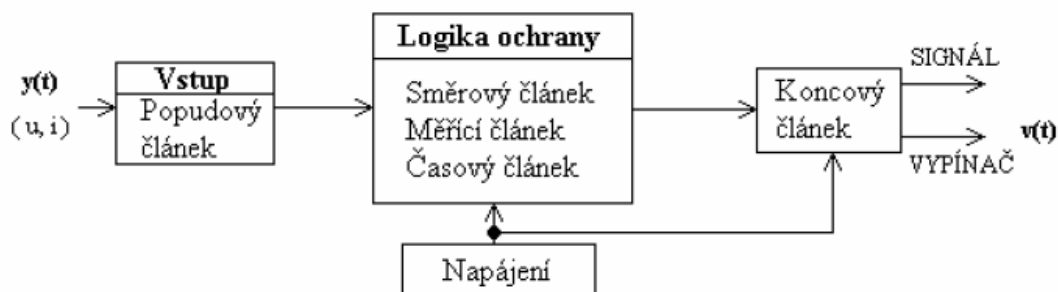 y(t)
( u, i )
Vstup
Popudový
článek
Logika ochrany
Směrový článek
Měřící článek
Časový článek
Koncový
článek
SIGNÁL
v(t)
VYPÍNAČ
Napájení